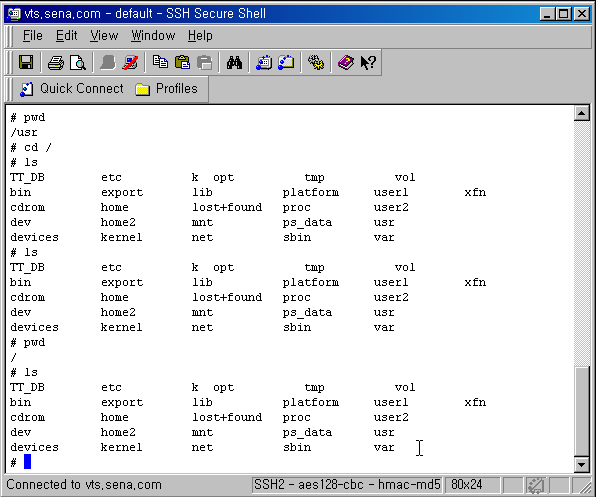 vts.sena.com - default - SSH Secure Shell
File Edit View Window Help
Quick Connect Profiles
# pwd
/usr
# cd /
# ls
TT_DB etc k opt tmp vol
bin export lib platform user1 xfn
cdrom home lost+found proc user2
dev home2 mnt ps_data usr
devices kernel net sbin var
# ls
TT_DB etc k opt tmp vol
bin export lib platform user1 xfn
cdrom home lost+found proc user2
dev home2 mnt ps_data usr
devices kernel net sbin var
# pwd
/
# ls
TT_DB etc k opt tmp vol
bin export lib platform user1 xfn
cdrom home lost+found proc user2
dev home2 mnt ps_data usr
devices kernel net sbin var
#
Connected to vts.sena.com SSH2 - aes128-cbc - hmac-md5 80x24